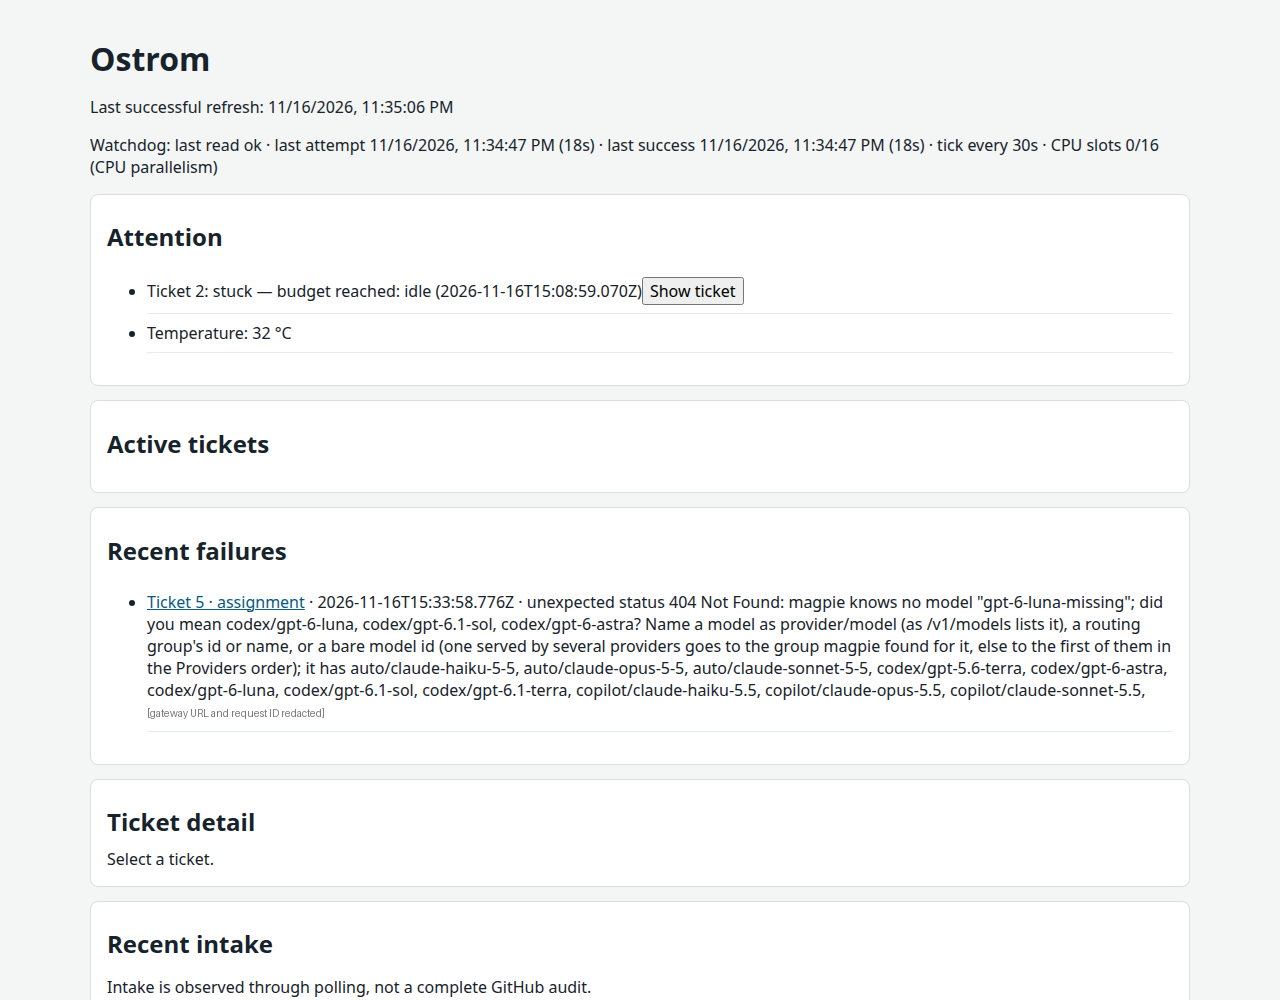 Ostrom
Last successful refresh: 11/16/2026, 11:35:06 PM
Watchdog: last read ok · last attempt 11/16/2026, 11:34:47 PM (18s) · last success 11/16/2026, 11:34:47 PM (18s) · tick every 30s · CPU slots 0/16
(CPU parallelism)
Attention
• Ticket 2: stuck — budget reached: idle (2026-11-16T15:08:59.070Z) Show ticket
• Temperature: 32 °C
Active tickets
Recent failures
• Ticket 5 · assignment · 2026-11-16T15:33:58.776Z · unexpected status 404 Not Found: magpie knows no model "gpt-6-luna-missing"; did
you mean codex/gpt-6-luna, codex/gpt-6.1-sol, codex/gpt-6-astra? Name a model as provider/model (as /v1/models lists it), a routing
group's id or name, or a bare model id (one served by several providers goes to the group magpie found for it, else to the first of them in
the Providers order); it has auto/claude-haiku-5-5, auto/claude-opus-5-5, auto/claude-sonnet-5-5, codex/gpt-5.6-terra, codex/gpt-6-astra,
codex/gpt-6-luna, codex/gpt-6.1-sol, codex/gpt-6.1-terra, copilot/claude-haiku-5.5, copilot/claude-opus-5.5, copilot/claude-sonnet-5.5,
[gateway URL and request ID redacted]
Ticket detail
Select a ticket.
Recent intake
Intake is observed through polling, not a complete GitHub audit.